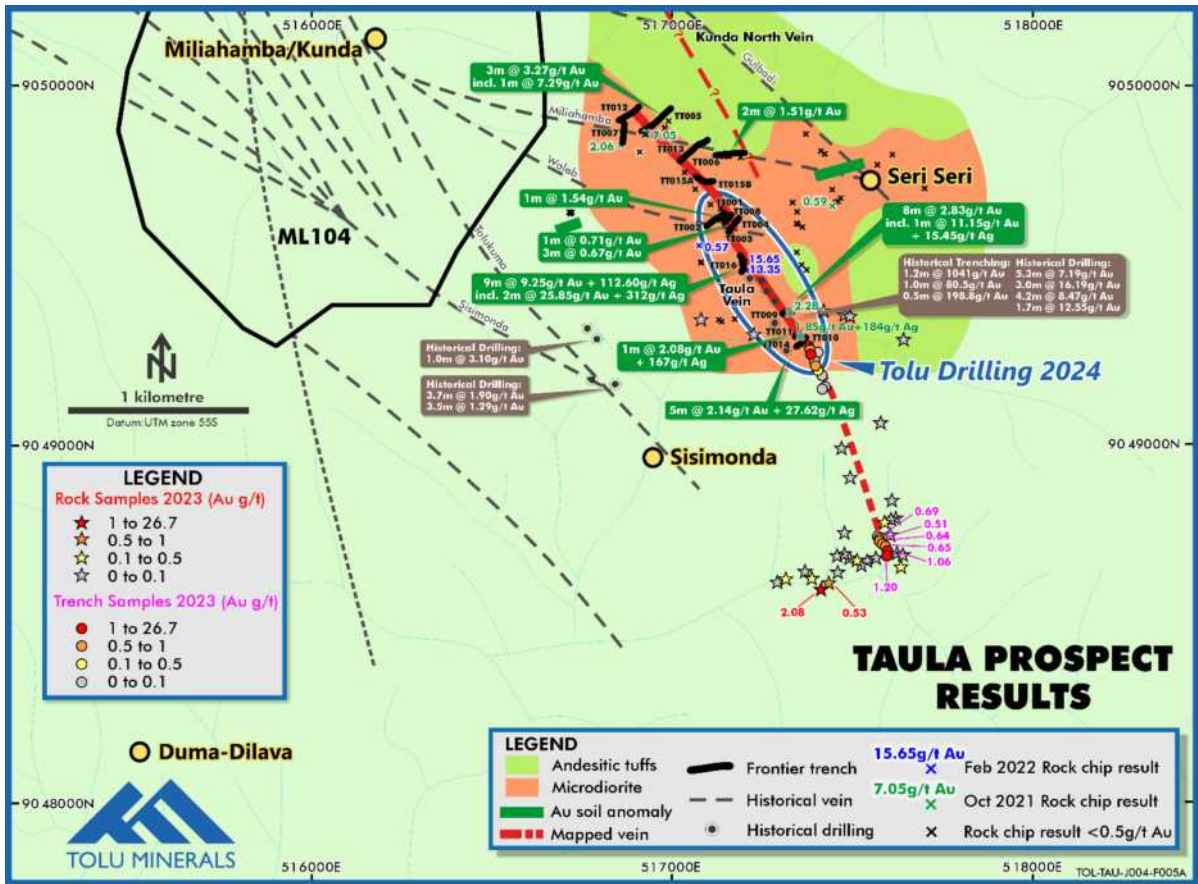 516000E
517000E
518000E
Miliahamba/Kunda
Kunda North Vein
Gulbadi
9050000N
9050000N
3m @ 3.27g/t Au
incl. 1m @ 7.29g/t Au
2m @ 1.51g/t Au
TT012
TT005
Miliahamba
TT007
7.05
2.06
TT013
TT006
Seri Seri
Walab
TT015A
TT015B
0.59
1m @ 1.54g/t Au
TT001
TT008
8m @ 2.83g/t Au
incl. 1m @ 11.15g/t Au
+ 15.45g/t Ag
ML104
TT002
TT004
1m @ 0.71g/t Au
3m @ 0.67g/t Au
TT003
0.57
Tolukuma
TT016
15.65
13.35
Historical Trenching:
1.2m @ 1041g/t Au
1.0m @ 80.5g/t Au
0.5m @ 198.8g/t Au
Historical Drilling:
5.3m @ 7.19g/t Au
3.0m @ 16.19g/t Au
4.2m @ 8.47g/t Au
1.7m @ 12.55g/t Au
9m @ 9.25g/t Au + 112.60g/t Ag
incl. 2m @ 25.85g/t Au + 312g/t Ag
Taula
Vein
Sisimonda
2.28
TT009
TT011
1.85g/t Au+184g/t Ag
TT010
TT014
Historical Drilling:
1.0m @ 3.10g/t Au
1m @ 2.08g/t Au
+ 167g/t Ag
N
Tolu Drilling 2024
Historical Drilling:
3.7m @ 1.90g/t Au
3.5m @ 1.29g/t Au
1 kilometre
Datum:UTM zone 55S
5m @ 2.14g/t Au + 27.62g/t Ag
9049000N
9049000N
Sisimonda
LEGEND
Rock Samples 2023 (Au g/t)
1 to 26.7
0.5 to 1
0.1 to 0.5
0 to 0.1
Trench Samples 2023 (Au g/t)
1 to 26.7
0.5 to 1
0.1 to 0.5
0 to 0.1
0.69
0.51
0.64
0.65
1.06
1.20
2.08
0.53
TAULA PROSPECT
RESULTS
Duma-Dilava
LEGEND
Andesitic tuffs
Microdiorite
Au soil anomaly
Mapped vein
Frontier trench
Historical vein
Historical drilling
15.65g/t Au
Feb 2022 Rock chip result
7.05g/t Au
Oct 2021 Rock chip result
Rock chip result <0.5g/t Au
9048000N
TOLU MINERALS
516000E
517000E
518000E
TOL-TAU-J004-F005A